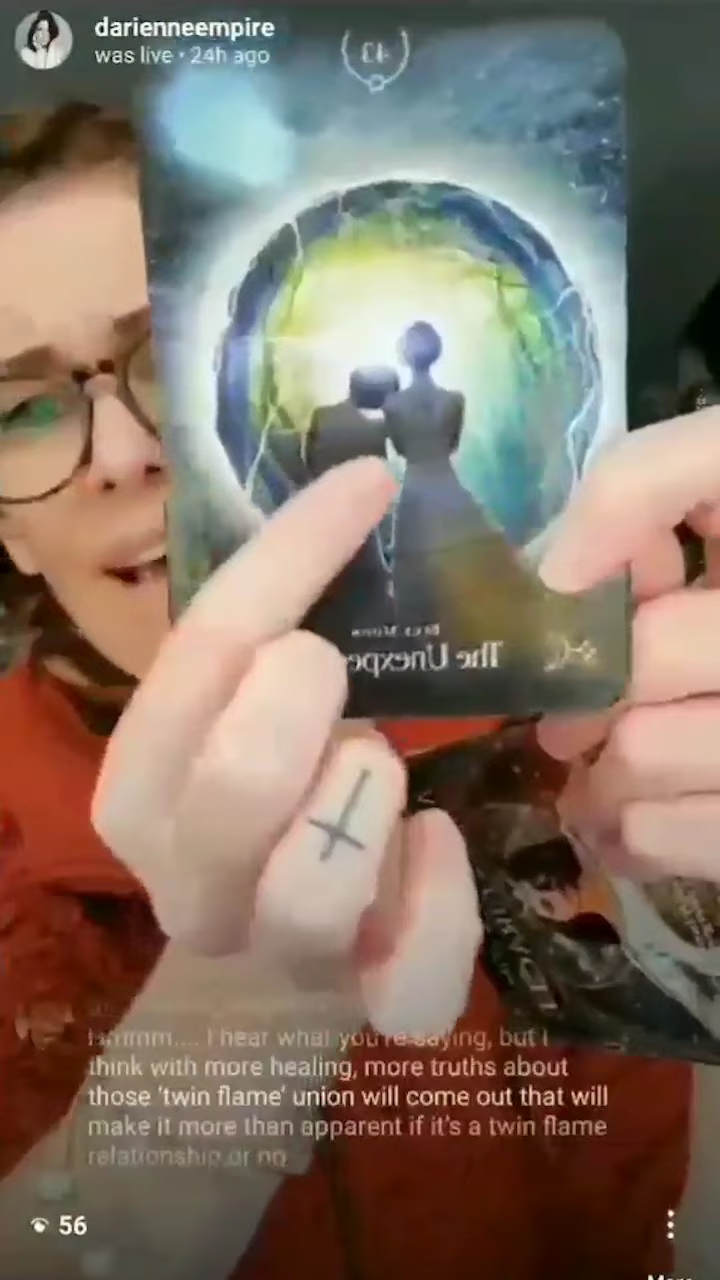 darienneempire
was live • 24h ago
43
Hmmm.... I hear what you're saying, but I
think with more healing, more truths about
those 'twin flame' union will come out that will
make it more than apparent if it's a twin flame
relationship or no
56
The Unexpe